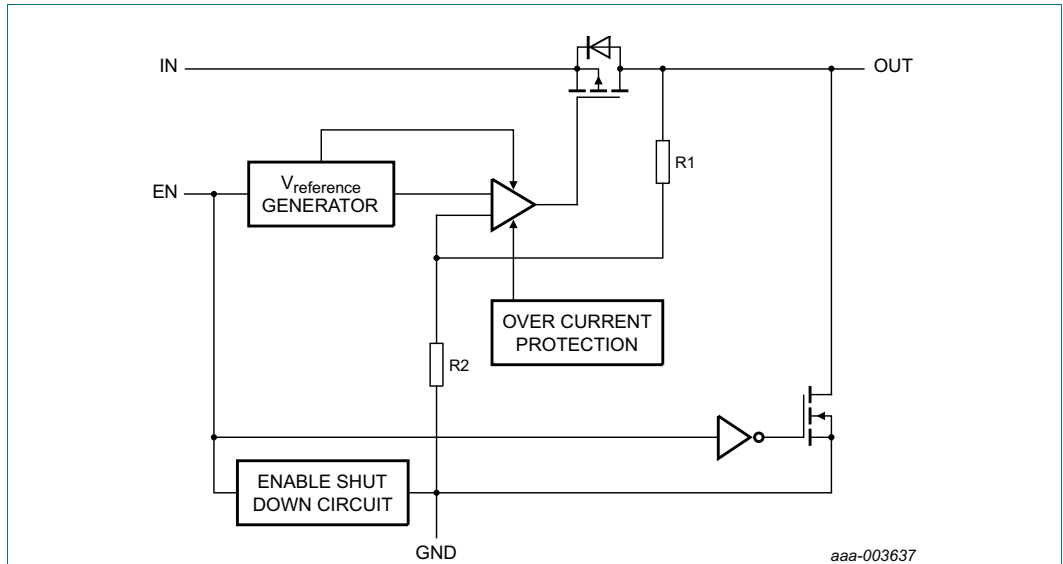 IN
OUT
R1
EN
Vreference
GENERATOR
OVER CURRENT
PROTECTION
R2
ENABLE SHUT
DOWN CIRCUIT
GND
aaa-003637